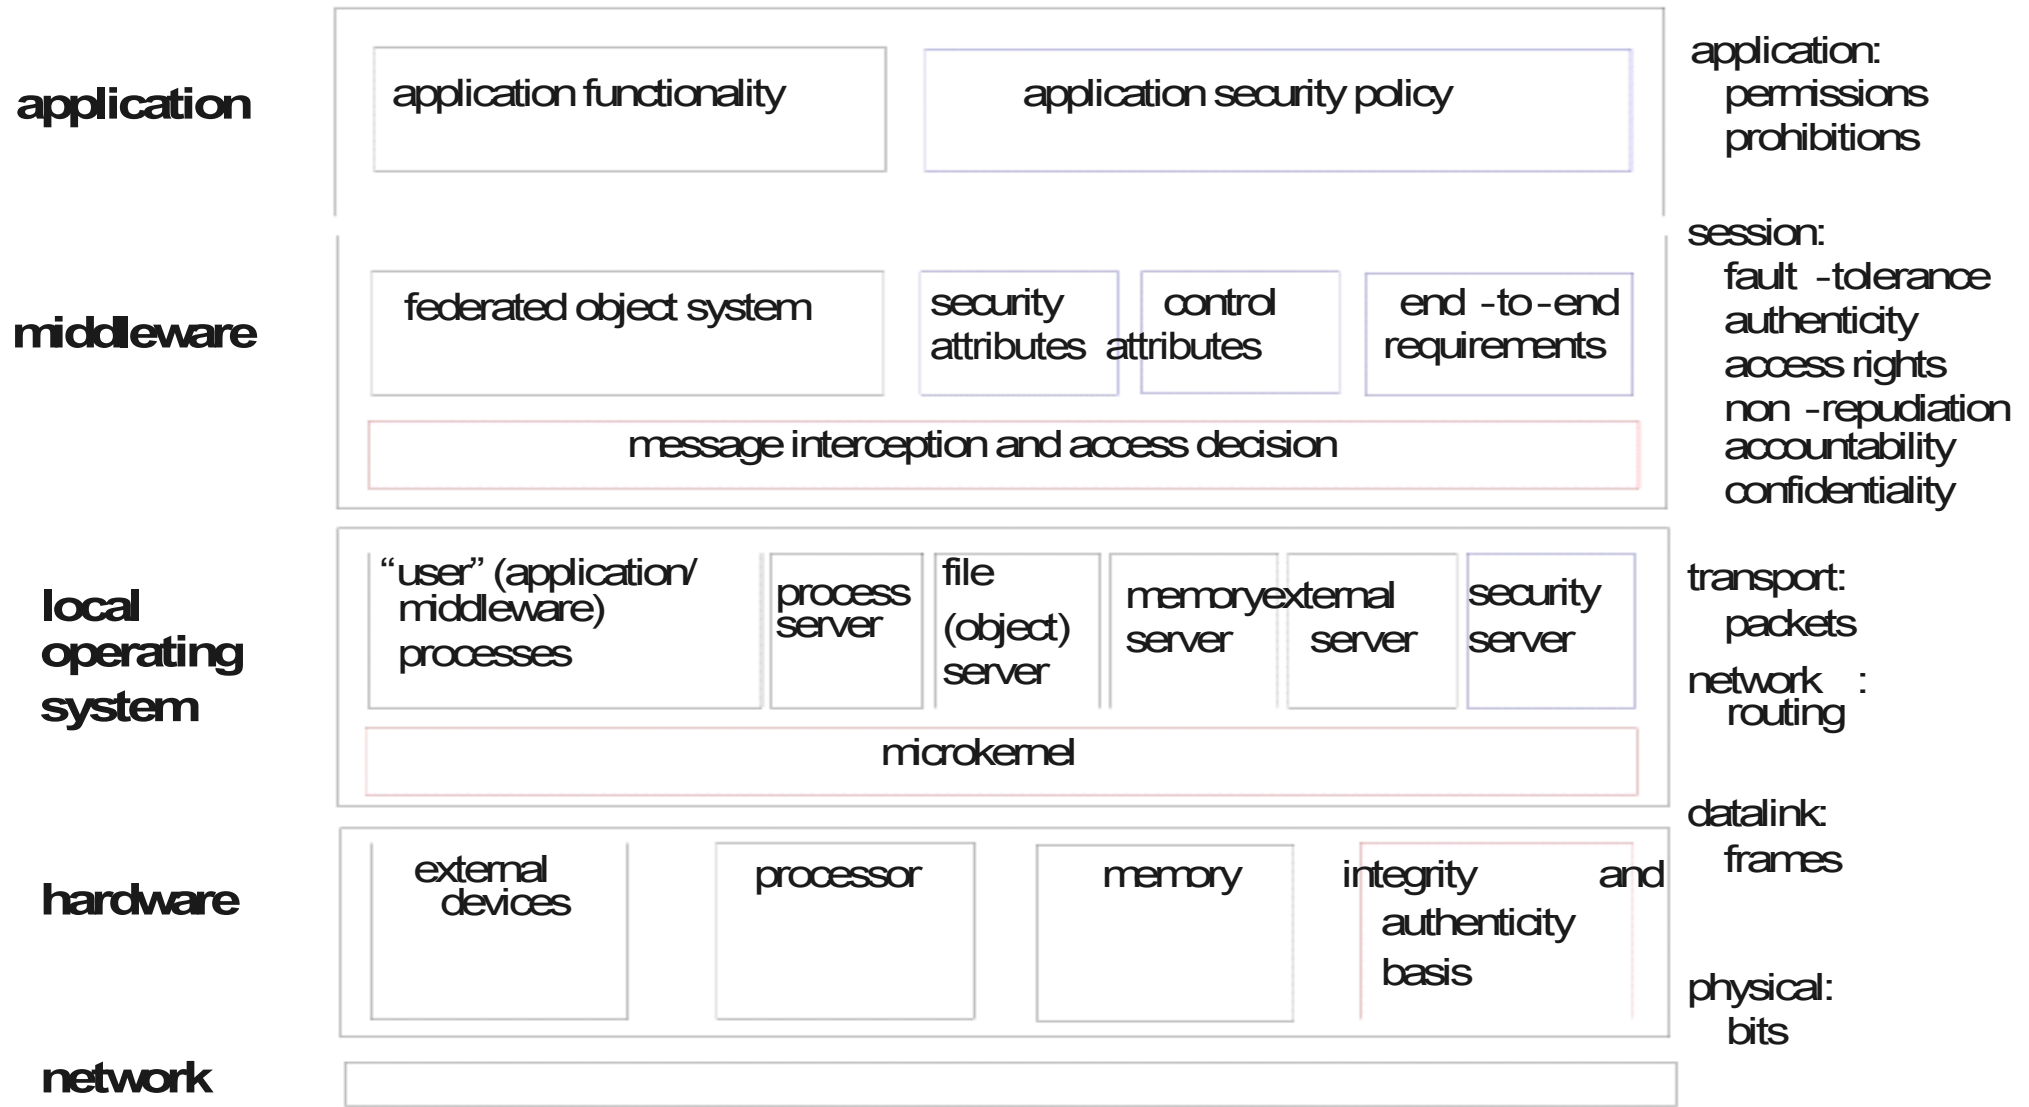 application
application functionality
application security policy
application:
permissions
prohibitions
middleware
federated object system
security
attributes
control
attributes
end -to-end
requirements
message interception and access decision
session:
fault -tolerance
authenticity
access rights
non -repudiation
accountability
confidentiality
local
operating
system
“user” (application/
middleware)
processes
process
server
file
(object)
server
memory
server
external
server
security
server
microkernel
transport:
packets
network :
routing
hardware
external
devices
processor
memory
integrity and
authenticity
basis
datalink:
frames
physical:
bits
network